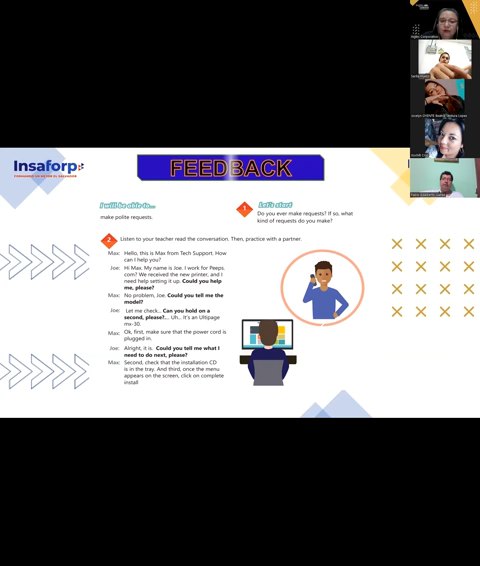 Insaforp
FEEDBACK
I will be able to...
make polite requests.
1
Let's start
Do you ever make requests? If so, what
kind of requests do you make?
2 Listen to your teacher read the conversation. Then, practice with a partner.
Max: Hello, this is Max from Tech Support. How
can I help you?
Joe: Hi Max. My name is Joe. I work for Peeps.
com? We received the new printer, and I
need help setting it up. Could you help
me, please?
Max: No problem, Joe. Could you tell me the
model?
Joe: Let me check... Can you hold on a
second, please?... Uh... It's an Ultipage
mx-30.
Max: Ok, first, make sure that the power cord is
plugged in.
Joe: Alright, it is. Could you tell me what I
need to do next, please?
Max: Second, check that the installation CD
is in the tray. And third, once the menu
appears on the screen, click on complete
install